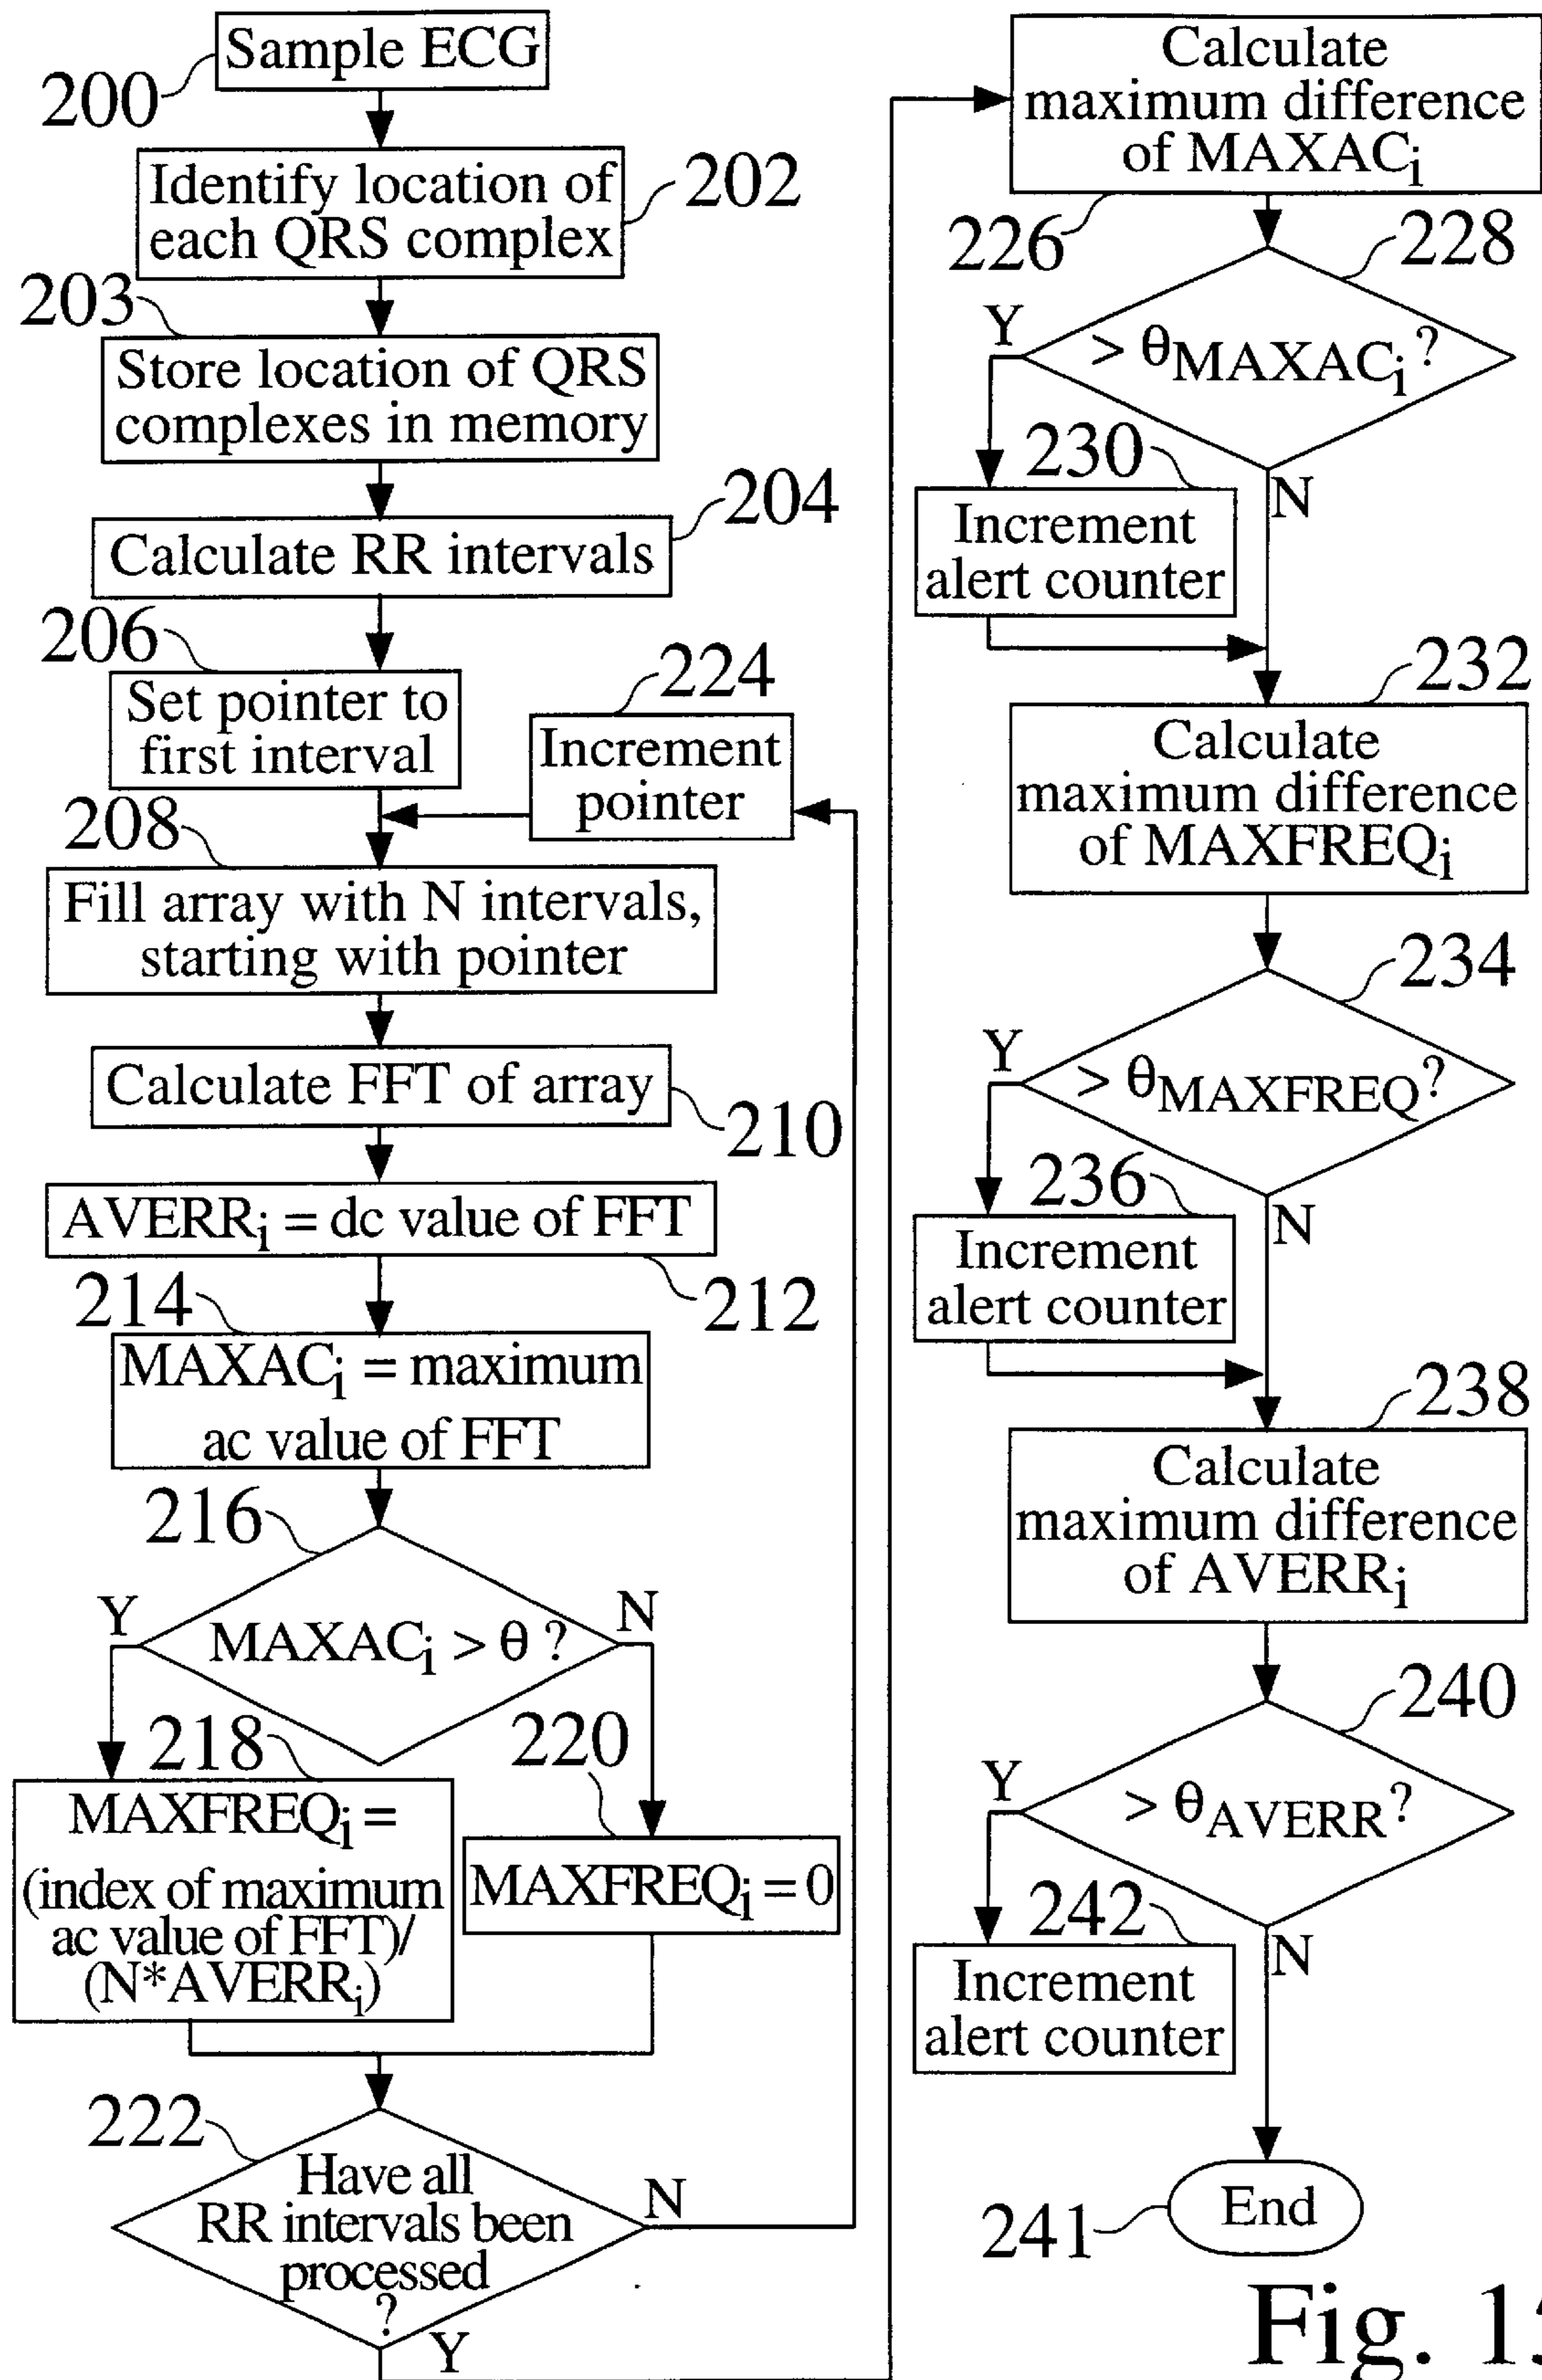 200
Sample ECG
Identify location of
each QRS complex
202
203
Store location of QRS
complexes in memory
204
Calculate RR intervals
206
Set pointer to
first interval
224
Increment
pointer
208
Fill array with N intervals,
starting with pointer
Calculate FFT of array
210
AVERRi = dc value of FFT
212
214
MAXACi = maximum
ac value of FFT
216
MAXACi > θ ?
Y
N
218
MAXFREQi =
(index of maximum
ac value of FFT)/
(N*AVERRi)
220
MAXFREQi = 0
222
Have all
RR intervals been
processed
?
N
Y
Calculate
maximum difference
of MAXACi
226
228
> θMAXACi ?
Y
N
230
Increment
alert counter
232
Calculate
maximum difference
of MAXFREQi
234
> θMAXFREQ ?
Y
N
236
Increment
alert counter
238
Calculate
maximum difference
of AVERRi
240
> θAVERR ?
Y
N
242
Increment
alert counter
End
241